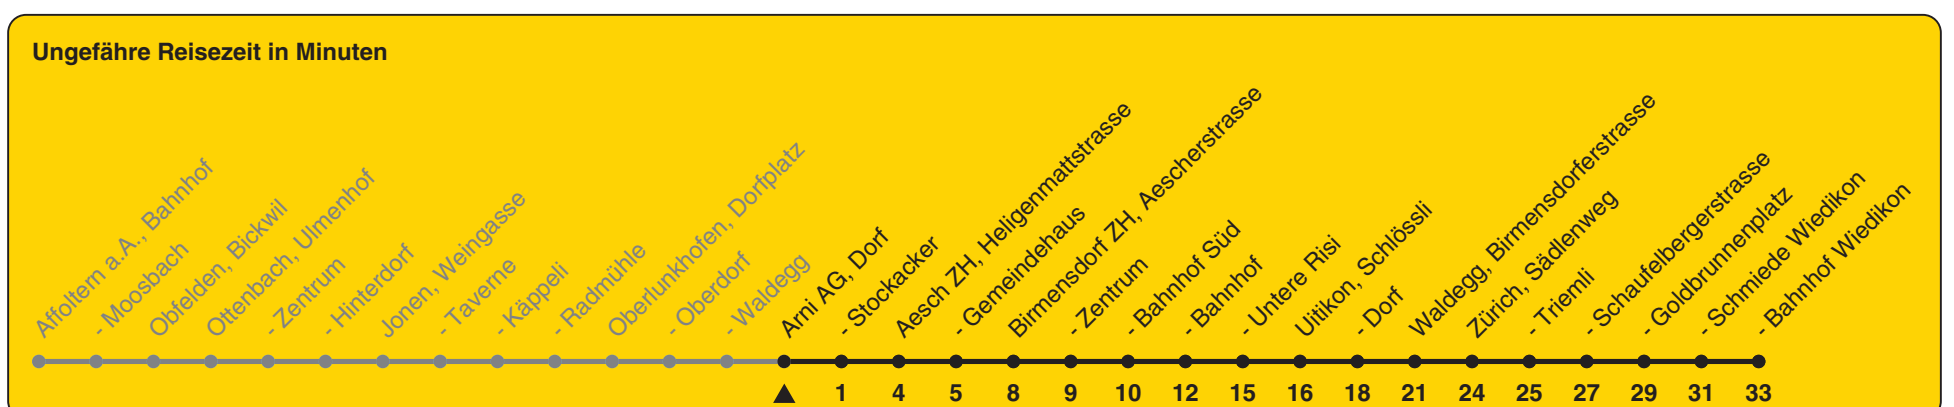 Ungefähre Reisezeit in Minuten
Affoltern a.A., Bahnhof
- Moosbach
Obfelden, Bickwil
Ottenbach, Ulmenhof
- Zentrum
- Hinterdorf
Jonen, Weingasse
- Taverne
- Käppeli
- Radmühle
Oberlunkhofen, Dorfplatz
- Oberdorf
- Waldegg
Arni AG, Dorf
- Stockacker
Aesch ZH, Heligenmattstrasse
- Gemeindehaus
Birmensdorf ZH, Aescherstrasse
- Zentrum
- Bahnhof Süd
- Bahnhof
- Untere Risi
Uitikon, Schlössli
- Dorf
Waldegg, Birmensdorferstrasse
Zürich, Sädlenweg
- Triemli
- Schaufelbergerstrasse
- Goldbrunnenplatz
- Schmiede Wiedikon
- Bahnhof Wiedikon
1 4 5 8 9 10 12 15 16 18 21 24 25 27 29 31 33